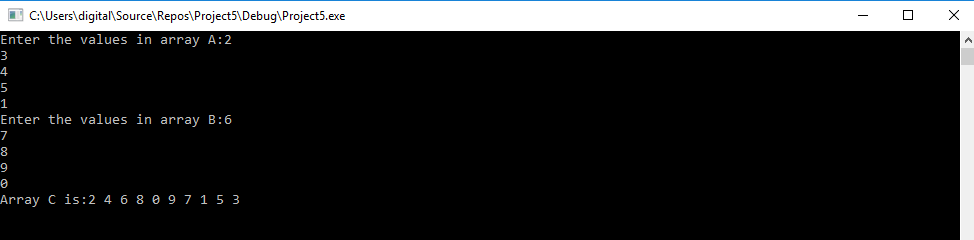 C:\Users\digital\Source\Repos\Project5\Debug\Project5.exe
Enter the values in array A:2
3
4
5
1
Enter the values in array B:6
7
8
9
0
Array C is:2 4 6 8 0 9 7 1 5 3